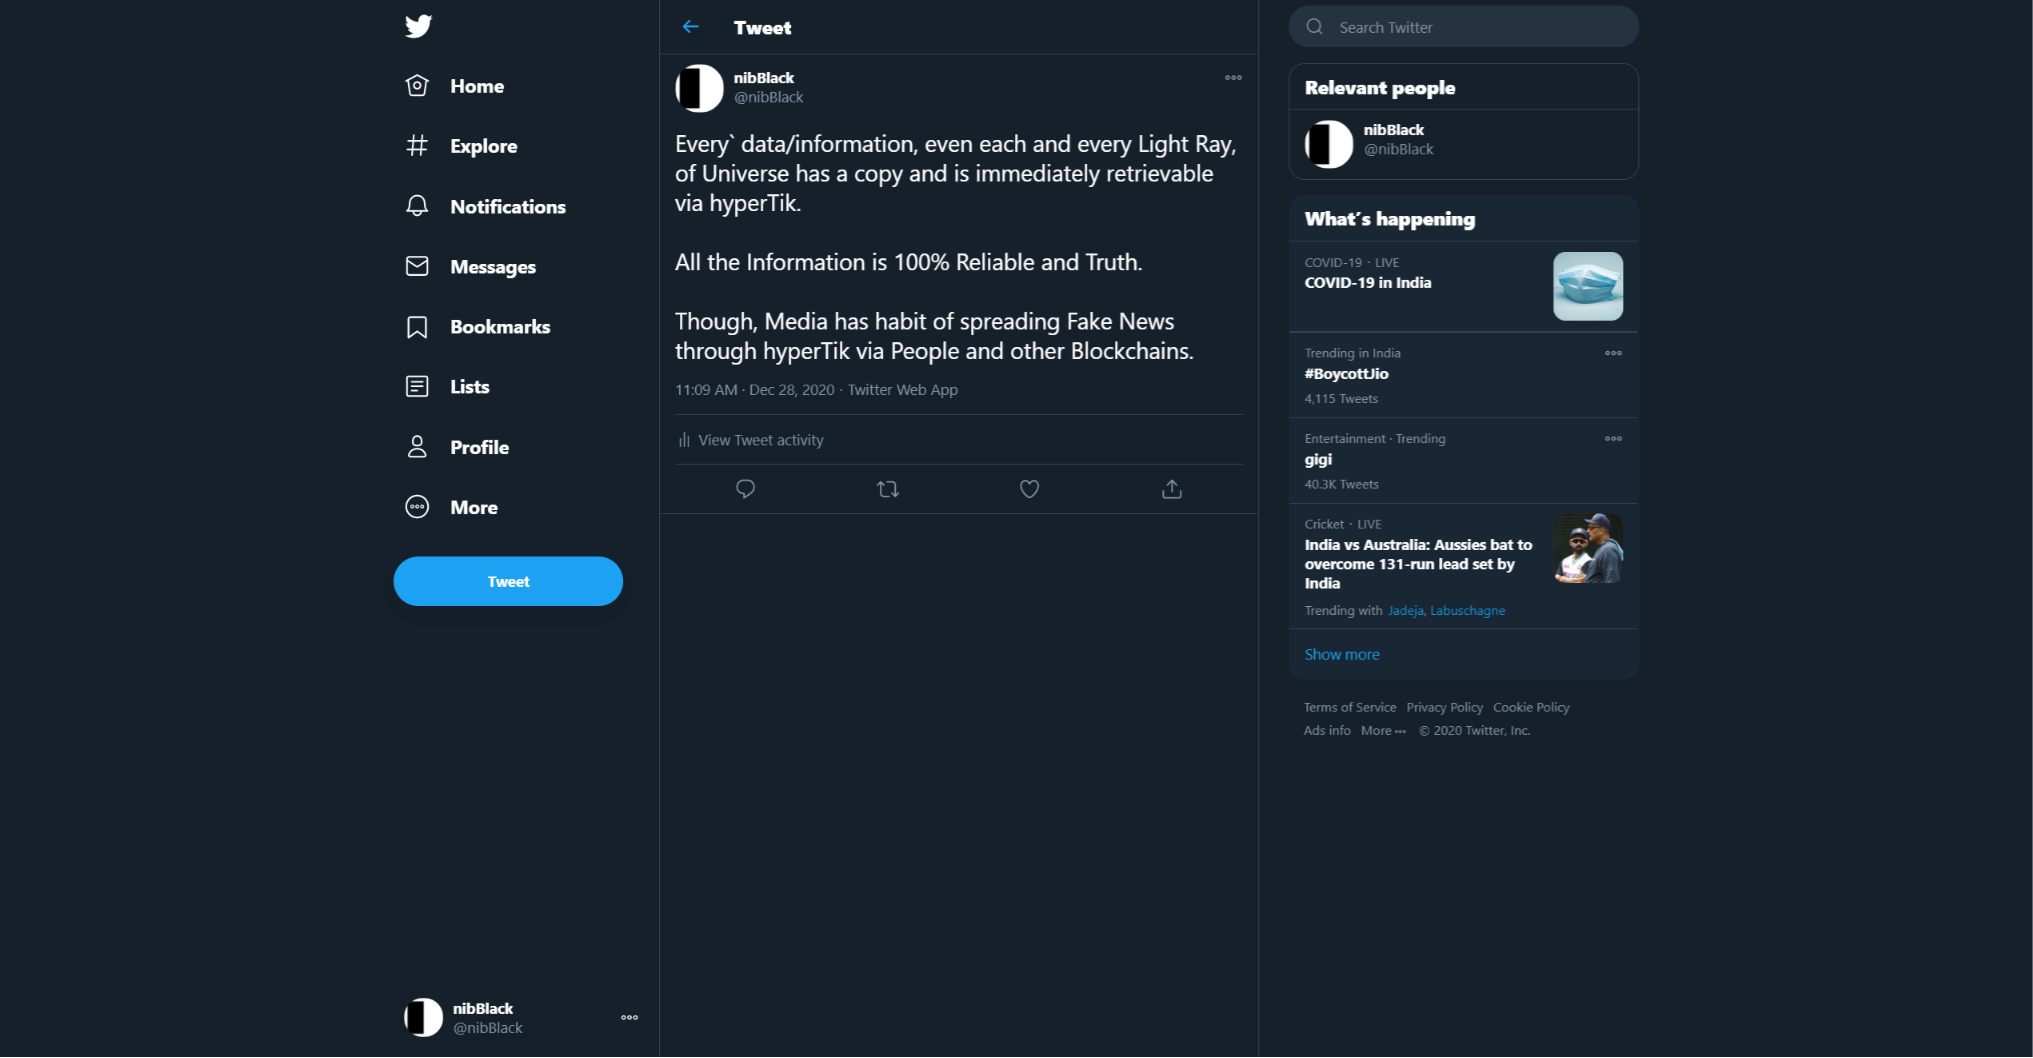 Home
Explore
Notifications
Messages
Bookmarks
Lists
Profile
More
Tweet
nibBlack
@nibBlack
Tweet
nibBlack
@nibBlack
Every` data/information, even each and every Light Ray,
of Universe has a copy and is immediately retrievable
via hyperTik.
All the Information is 100% Reliable and Truth.
Though, Media has habit of spreading Fake News
through hyperTik via People and other Blockchains.
11:09 AM · Dec 28, 2020 · Twitter Web App
View Tweet activity
Search Twitter
Relevant people
nibBlack
@nibBlack
What's happening
COVID-19 · LIVE
COVID-19 in India
Trending in India
#BoycottJio
4,115 Tweets
Entertainment · Trending
gigi
40.3K Tweets
Cricket · LIVE
India vs Australia: Aussies bat to
overcome 131-run lead set by
India
Trending with Jadeja, Labuschagne
Show more
Terms of Service Privacy Policy Cookie Policy
Ads info More © 2020 Twitter, Inc.